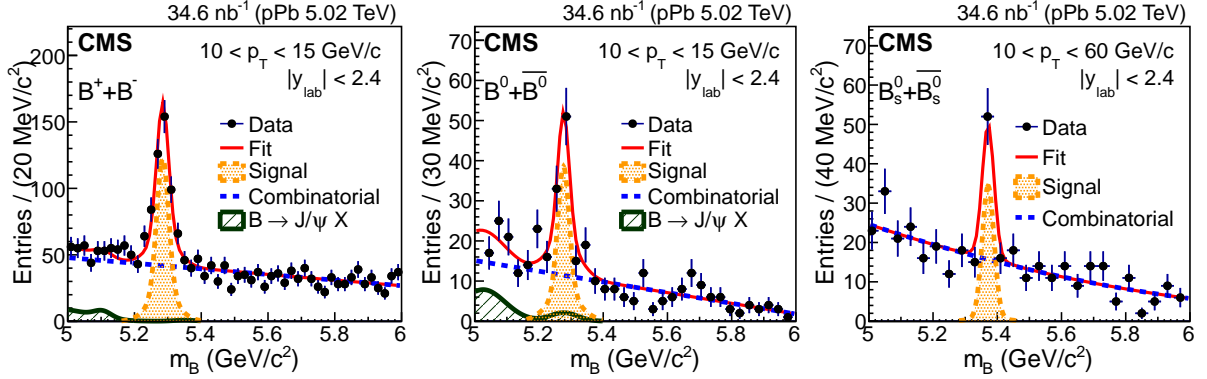 34.6 nb⁻¹ (pPb 5.02 TeV)
CMS
10 < p_T < 15 GeV/c
|y_lab| < 2.4
B⁺+B⁻
Data
Fit
Signal
Combinatorial
B → J/ψ X
Entries / (20 MeV/c²)
200
150
100
50
0
5 5.2 5.4 5.6 5.8 6
m_B (GeV/c²)
34.6 nb⁻¹ (pPb 5.02 TeV)
CMS
10 < p_T < 15 GeV/c
|y_lab| < 2.4
B⁰+B̅⁰
Data
Fit
Signal
Combinatorial
B → J/ψ X
Entries / (30 MeV/c²)
70
60
50
40
30
20
10
0
5 5.2 5.4 5.6 5.8 6
m_B (GeV/c²)
34.6 nb⁻¹ (pPb 5.02 TeV)
CMS
10 < p_T < 60 GeV/c
|y_lab| < 2.4
B_s⁰+B̅_s⁰
Data
Fit
Signal
Combinatorial
Entries / (40 MeV/c²)
70
60
50
40
30
20
10
0
5 5.2 5.4 5.6 5.8 6
m_B (GeV/c²)